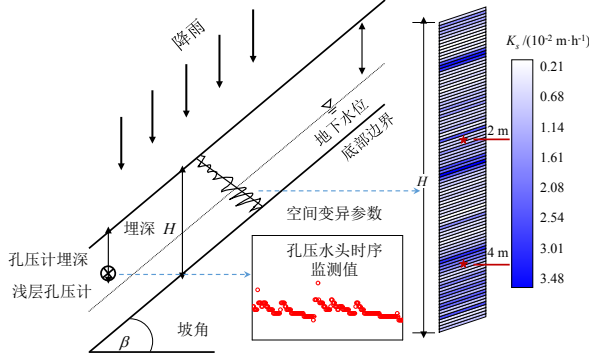 降雨
地下水位
底部边界
埋深
H
孔压计埋深
浅层孔压计
空间变异参数
孔压水头时序
监测值
坡角
β
H
2 m
4 m
Ks /(10-2 m·h-1)
0.21
0.68
1.14
1.61
2.08
2.54
3.01
3.48